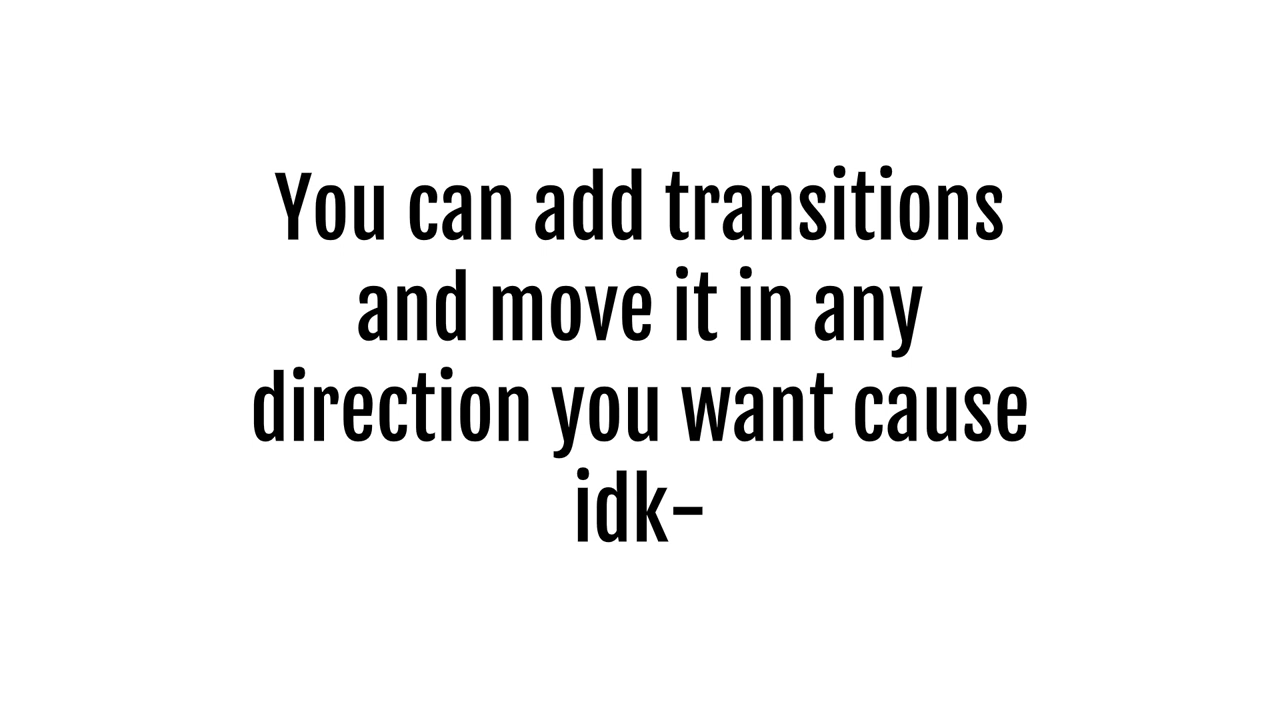 You can add transitions
and move it in any
direction you want cause
idk-